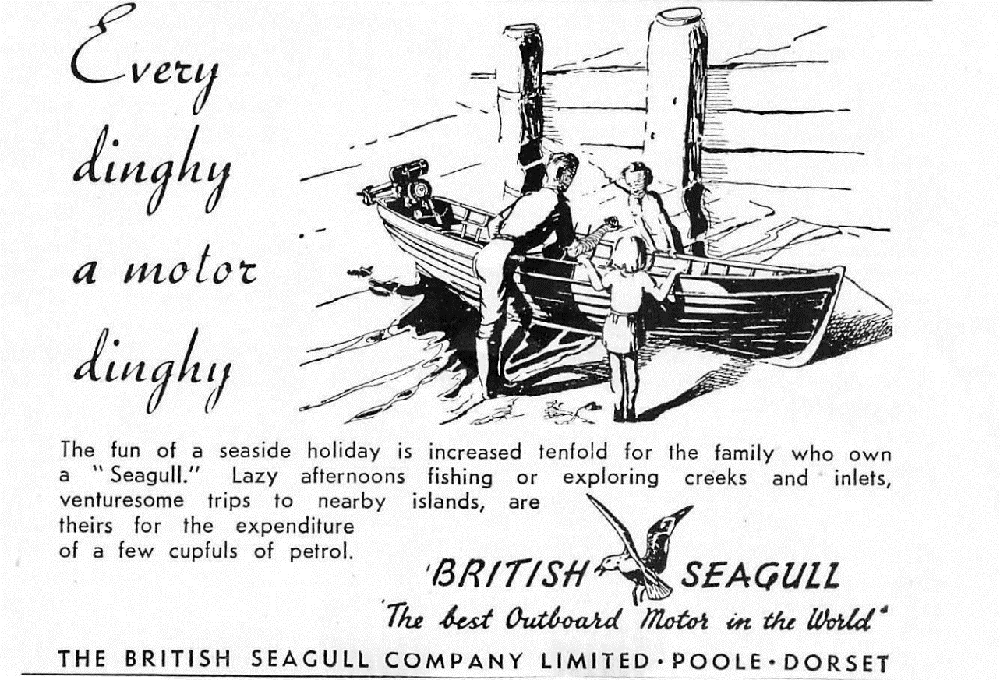 Every
dinghy
a motor
dinghy
The fun of a seaside holiday is increased tenfold for the family who own
a "Seagull." Lazy afternoons fishing or exploring creeks and inlets,
venturesome trips to nearby islands, are
theirs for the expenditure
of a few cupfuls of petrol.
'BRITISH SEAGULL
"The best Outboard Motor in the World"
THE BRITISH SEAGULL COMPANY LIMITED · POOLE · DORSET